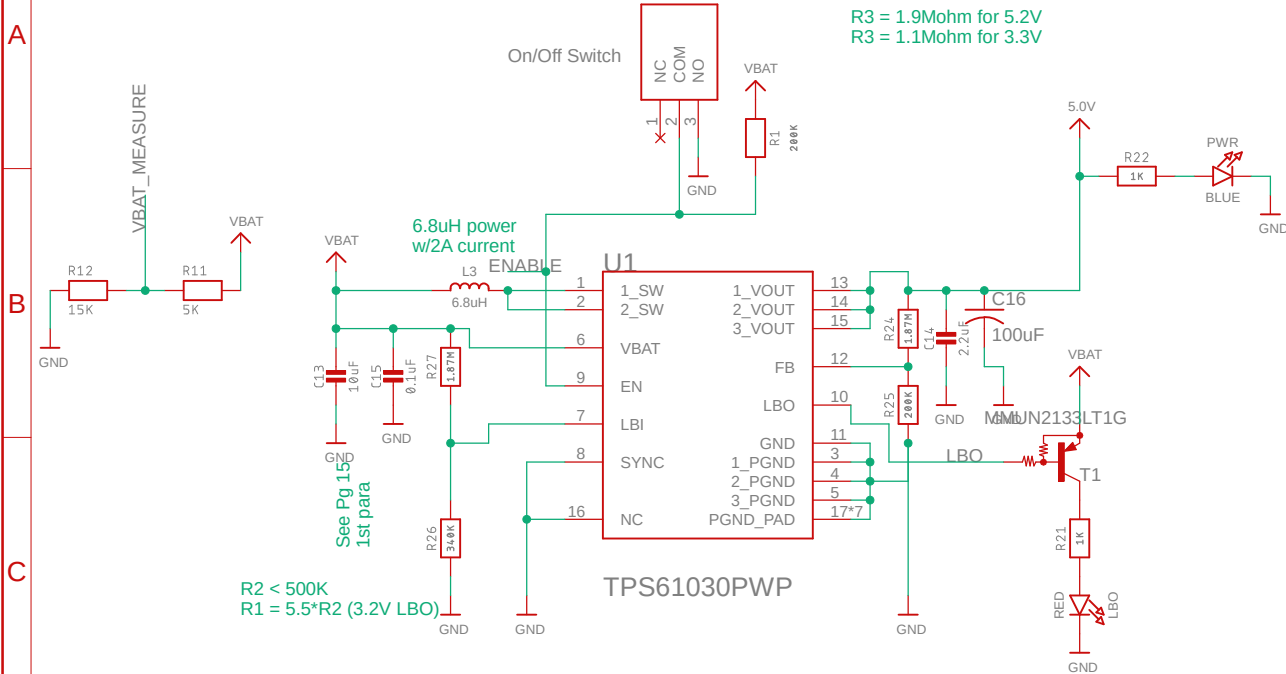 A
R3 = 1.9Mohm for 5.2V
R3 = 1.1Mohm for 3.3V
On/Off Switch
NC
COM
NO
1
2
3
VBAT
R1
200K
GND
5.0V
R22
1K
PWR
BLUE
GND
VBAT_MEASURE
VBAT
R12
15K
R11
5K
GND
B
VBAT
6.8uH power
w/2A current
ENABLE
L3
6.8uH
U1
1
1_SW
2
2_SW
6
VBAT
9
EN
7
LBI
8
SYNC
16
NC
1_VOUT
13
2_VOUT
14
3_VOUT
15
FB
12
LBO
10
GND
11
1_PGND
3
2_PGND
4
3_PGND
5
PGND_PAD
17*7
TPS61030PWP
C13
10uF
GND
C15
0.1uF
GND
R27
1.87M
R26
340K
GND
GND
See Pg 15
1st para
R2 < 500K
R1 = 5.5*R2 (3.2V LBO)
R24
1.87M
R25
200K
GND
C14
2.2uF
GND
C16
100uF
GND
VBAT
MMUN2133LT1G
LBO
T1
R21
1K
RED
LBO
GND
C